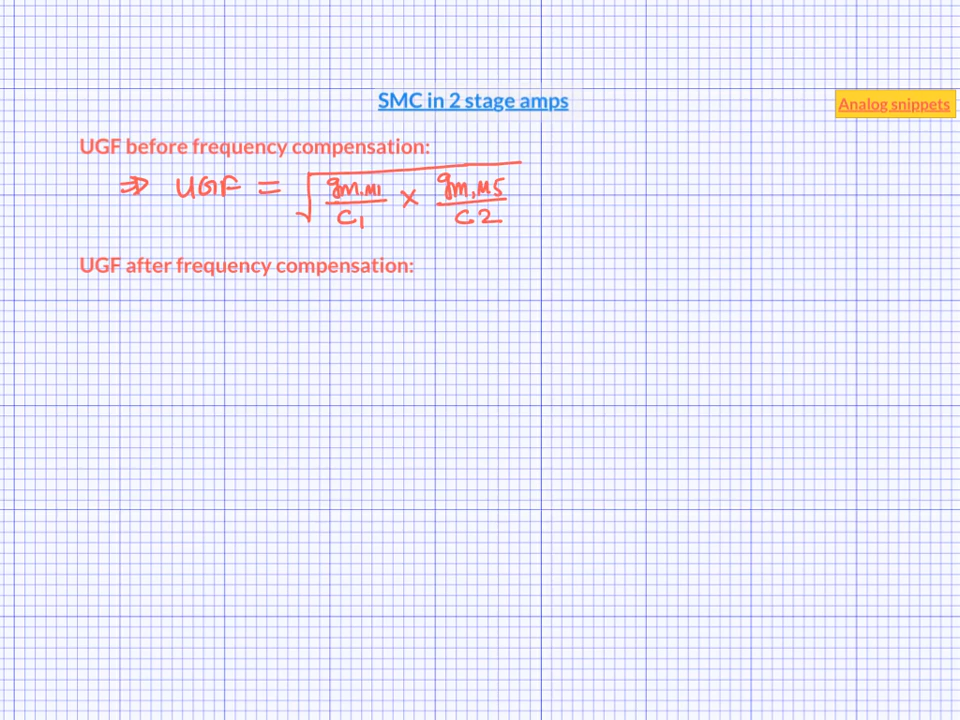 SMC in 2 stage amps
Analog snippets
UGF before frequency compensation:
⇒ UGF = √(gm,M1/C1 × gm,M5/C2)
UGF after frequency compensation: